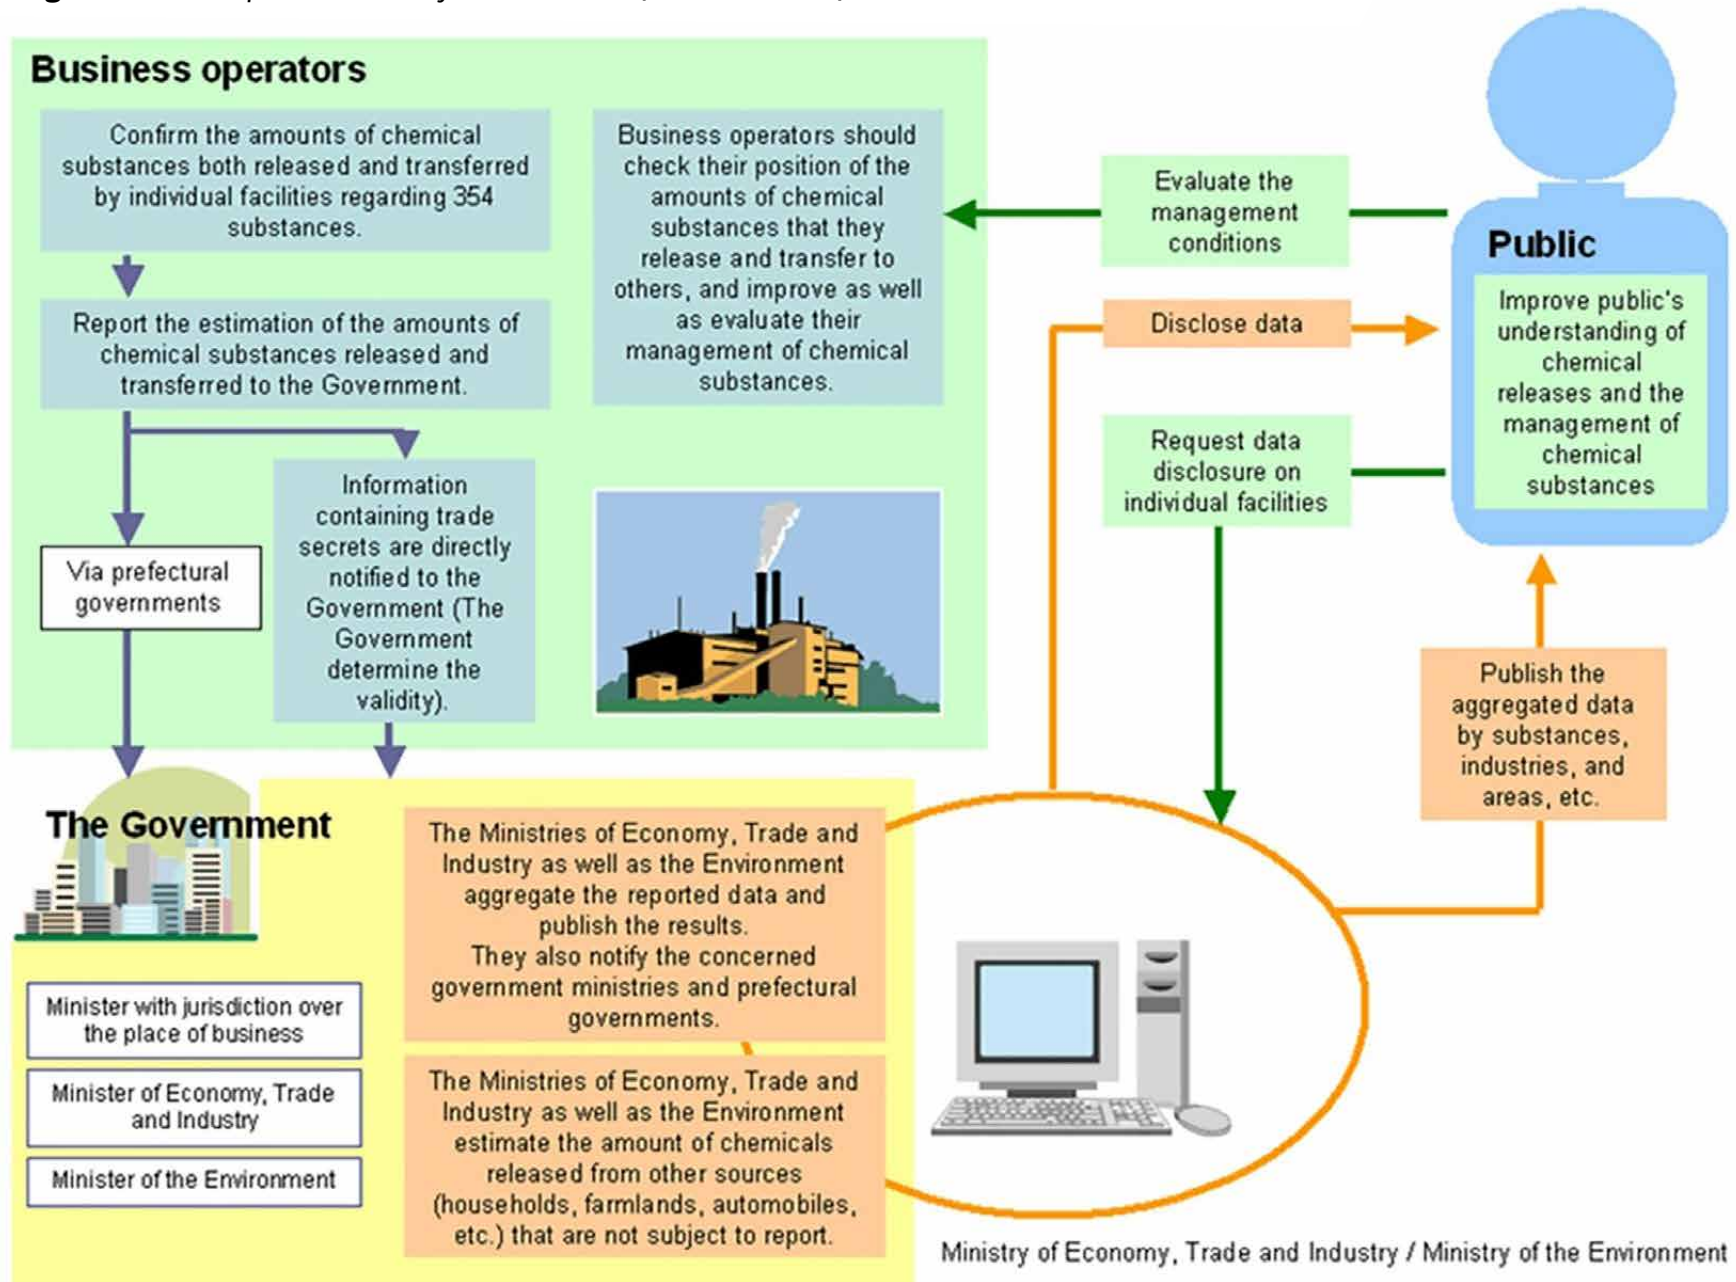 Business operators
Confirm the amounts of chemical
substances both released and transferred
by individual facilities regarding 354
substances.
Report the estimation of the amounts of
chemical substances released and
transferred to the Government.
Via prefectural
governments
Information
containing trade
secrets are directly
notified to the
Government (The
Government
determine the
validity).
Business operators should
check their position of the
amounts of chemical
substances that they
release and transfer to
others, and improve as well
as evaluate their
management of chemical
substances.
Evaluate the
management
conditions
Disclose data
Request data
disclosure on
individual facilities
Public
Improve public's
understanding of
chemical
releases and the
management of
chemical
substances
Publish the
aggregated data
by substances,
industries, and
areas, etc.
The Government
Minister with jurisdiction over
the place of business
Minister of Economy, Trade
and Industry
Minister of the Environment
The Ministries of Economy, Trade and
Industry as well as the Environment
aggregate the reported data and
publish the results.
They also notify the concerned
government ministries and prefectural
governments.
The Ministries of Economy, Trade and
Industry as well as the Environment
estimate the amount of chemicals
released from other sources
(households, farmlands, automobiles,
etc.) that are not subject to report.
Ministry of Economy, Trade and Industry / Ministry of the Environment